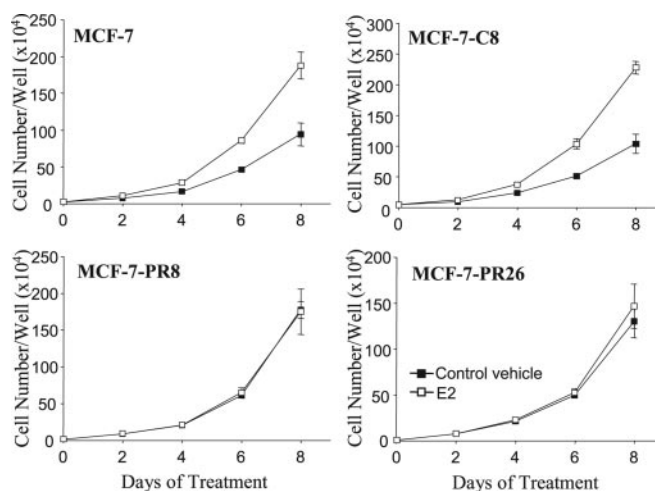 MCF-7
Cell Number/Well (x10⁴)
250
200
150
100
50
0
0 2 4 6 8
MCF-7-C8
Cell Number/Well (x10⁴)
300
250
200
150
100
50
0
0 2 4 6 8
MCF-7-PR8
Cell Number/Well (x10⁴)
250
200
150
100
50
0
0 2 4 6 8
Days of Treatment
MCF-7-PR26
Cell Number/Well (x10⁴)
200
150
100
50
0
Control vehicle
E2
0 2 4 6 8
Days of Treatment